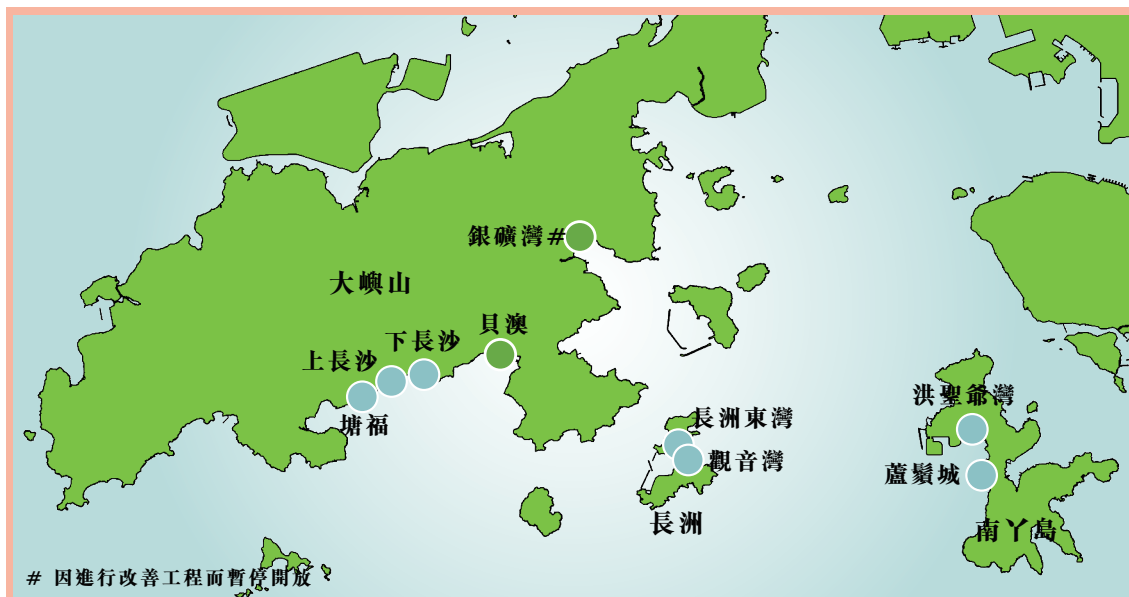 銀礦灣#
大嶼山
貝澳
下長沙
上長沙
塘福
洪聖爺灣
長洲東灣
觀音灣
蘆鬚城
長洲
南丫島
# 因進行改善工程而暫停開放